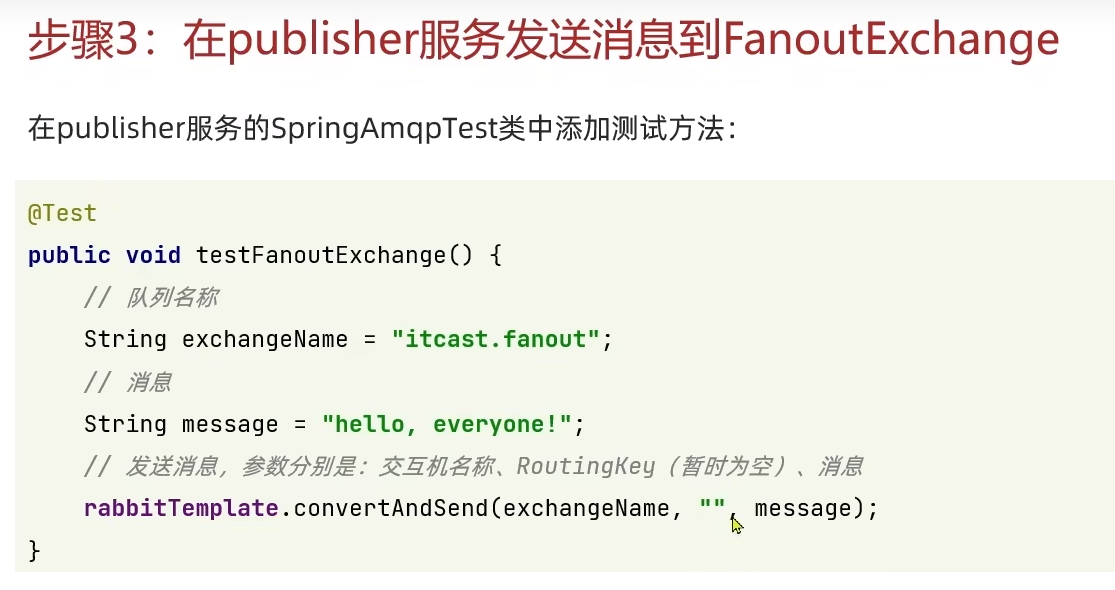 步骤3：在publisher服务发送消息到FanoutExchange
在publisher服务的SpringAmqpTest类中添加测试方法：
@Test
public void testFanoutExchange() {
// 队列名称
String exchangeName = "itcast.fanout";
// 消息
String message = "hello, everyone!";
// 发送消息，参数分别是：交互机名称、RoutingKey（暂时为空）、消息
rabbitTemplate.convertAndSend(exchangeName, "", message);
}